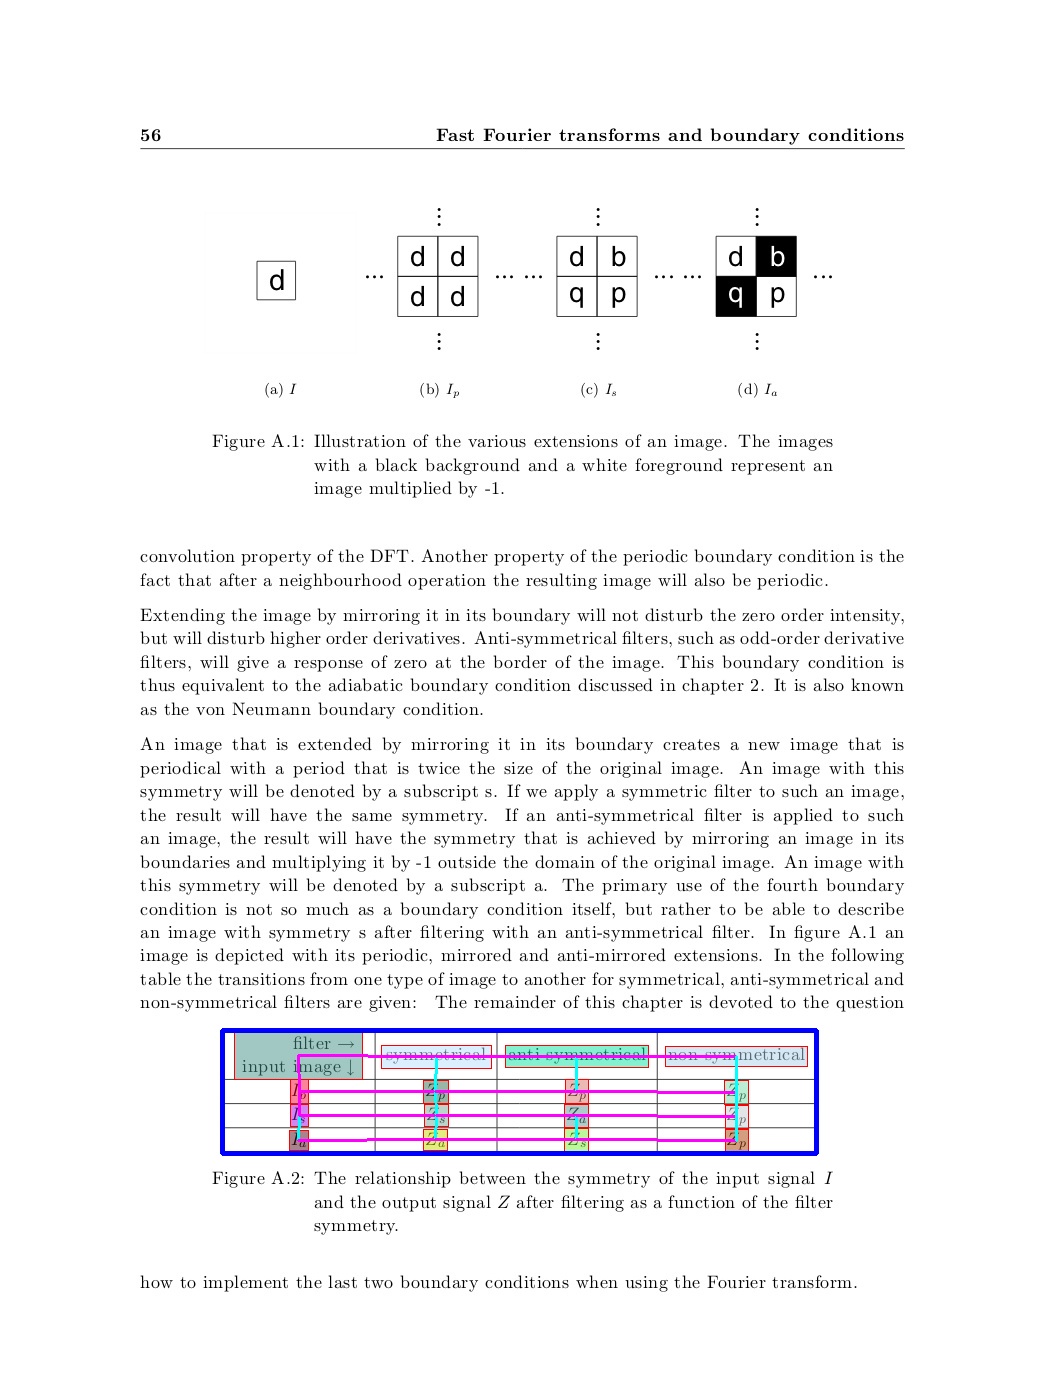 56 Fast Fourier transforms and boundary conditions
⋮ ⋮ ⋮
d d d b d b
d ... ... ... ... ... ...
d d q p q p
⋮ ⋮ ⋮
(a) I (b) I_p (c) I_s (d) I_a
Figure A.1: Illustration of the various extensions of an image. The images
with a black background and a white foreground represent an
image multiplied by -1.
convolution property of the DFT. Another property of the periodic boundary condition is the
fact that after a neighbourhood operation the resulting image will also be periodic.
Extending the image by mirroring it in its boundary will not disturb the zero order intensity,
but will disturb higher order derivatives. Anti-symmetrical filters, such as odd-order derivative
filters, will give a response of zero at the border of the image. This boundary condition is
thus equivalent to the adiabatic boundary condition discussed in chapter 2. It is also known
as the von Neumann boundary condition.
An image that is extended by mirroring it in its boundary creates a new image that is
periodical with a period that is twice the size of the original image. An image with this
symmetry will be denoted by a subscript s. If we apply a symmetric filter to such an image,
the result will have the same symmetry. If an anti-symmetrical filter is applied to such
an image, the result will have the symmetry that is achieved by mirroring an image in its
boundaries and multiplying it by -1 outside the domain of the original image. An image with
this symmetry will be denoted by a subscript a. The primary use of the fourth boundary
condition is not so much as a boundary condition itself, but rather to be able to describe
an image with symmetry s after filtering with an anti-symmetrical filter. In figure A.1 an
image is depicted with its periodic, mirrored and anti-mirrored extensions. In the following
table the transitions from one type of image to another for symmetrical, anti-symmetrical and
non-symmetrical filters are given: The remainder of this chapter is devoted to the question
filter →
input image ↓ symmetrical anti-symmetrical non-symmetrical
I_p Z_p Z_p Z_p
I_s Z_s Z_a Z_p
I_a Z_a Z_s Z_p
Figure A.2: The relationship between the symmetry of the input signal I
and the output signal Z after filtering as a function of the filter
symmetry.
how to implement the last two boundary conditions when using the Fourier transform.